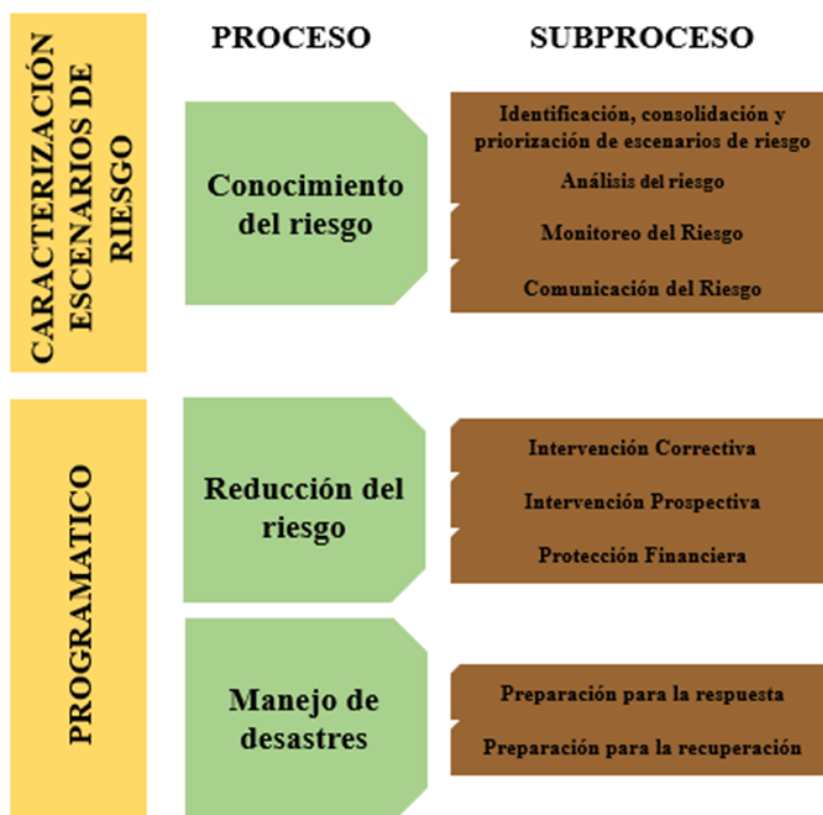 PROCESO
SUBPROCESO
CARACTERIZACIÓN
ESCENARIOS DE
RIESGO
Conocimiento
del riesgo
Identificación, consolidación y
priorización de escenarios de riesgo
Análisis del riesgo
Monitoreo del Riesgo
Comunicación del Riesgo
PROGRAMATICO
Reducción del
riesgo
Intervención Correctiva
Intervención Prospectiva
Protección Financiera
Manejo de
desastres
Preparación para la respuesta
Preparación para la recuperación